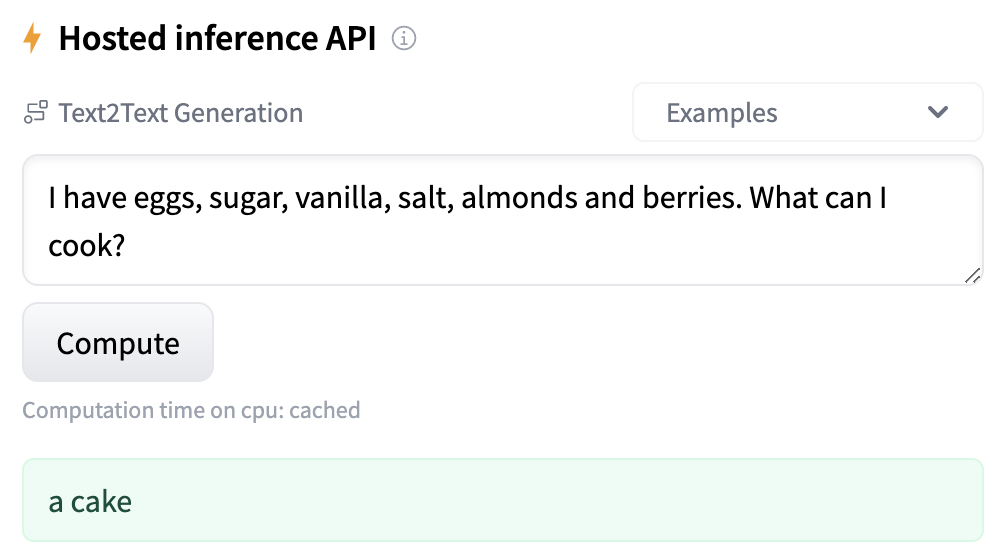 Hosted inference API
Text2Text Generation
Examples
I have eggs, sugar, vanilla, salt, almonds and berries. What can I
cook?
Compute
Computation time on cpu: cached
a cake